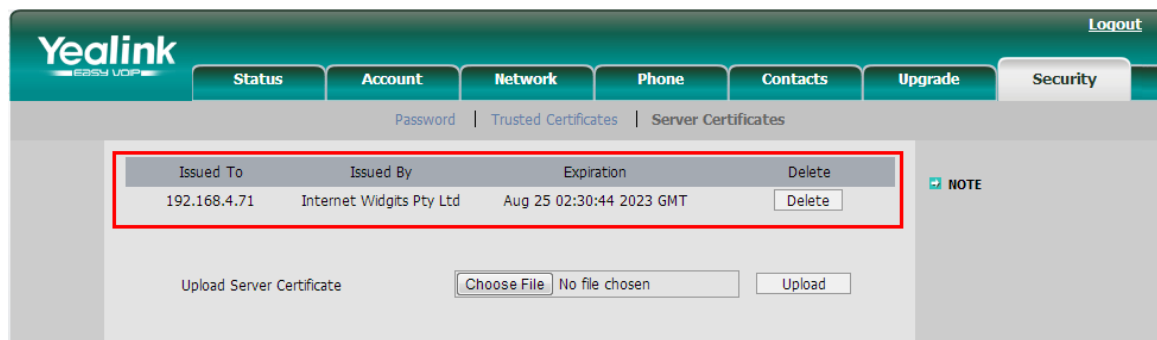 Logout
Yealink
EASY VOIP
Status Account Network Phone Contacts Upgrade Security
Password | Trusted Certificates | Server Certificates
Issued To Issued By Expiration Delete
192.168.4.71 Internet Widgits Pty Ltd Aug 25 02:30:44 2023 GMT Delete
NOTE
Upload Server Certificate Choose File No file chosen Upload